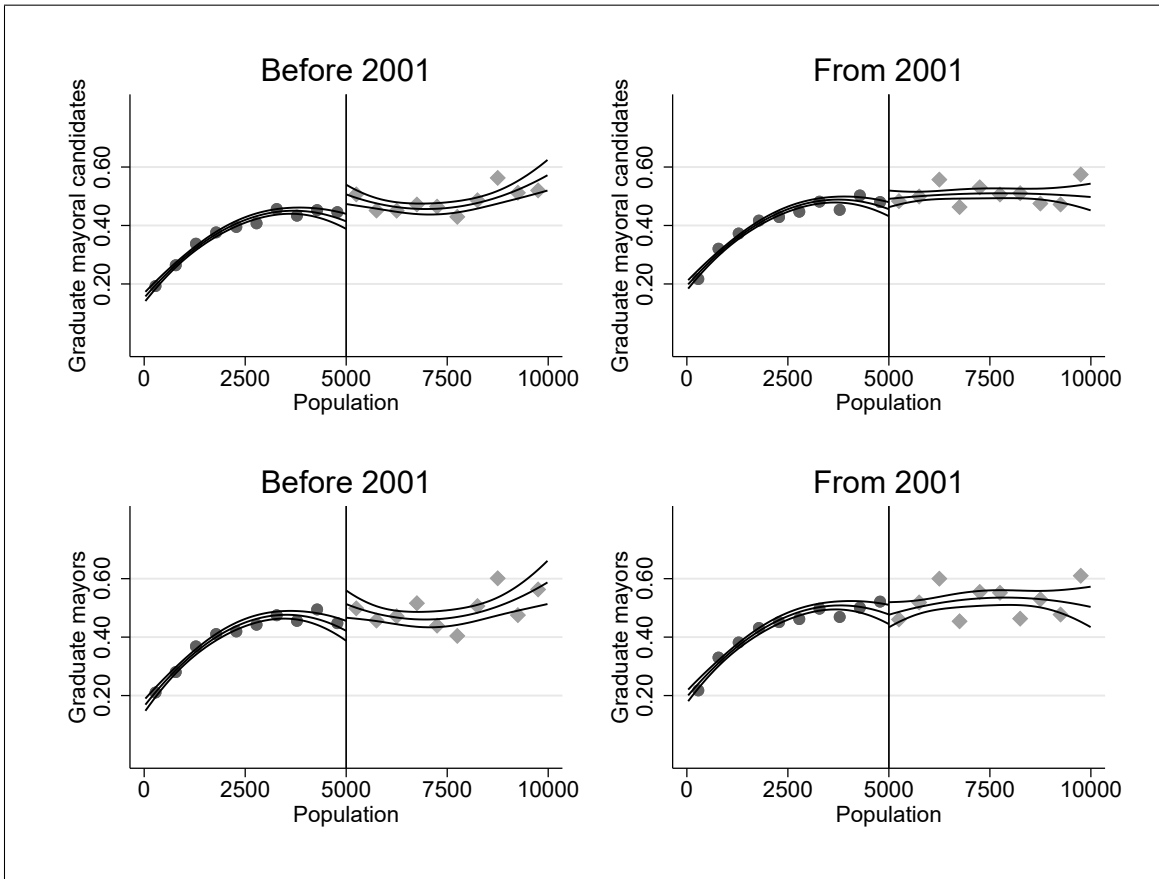 Before 2001
Graduate mayoral candidates
0.60
0.40
0.20
0 2500 5000 7500 10000
Population
From 2001
Graduate mayoral candidates
0.60
0.40
0.20
0 2500 5000 7500 10000
Population
Before 2001
Graduate mayors
0.60
0.40
0.20
0 2500 5000 7500 10000
Population
From 2001
Graduate mayors
0.60
0.40
0.20
0 2500 5000 7500 10000
Population